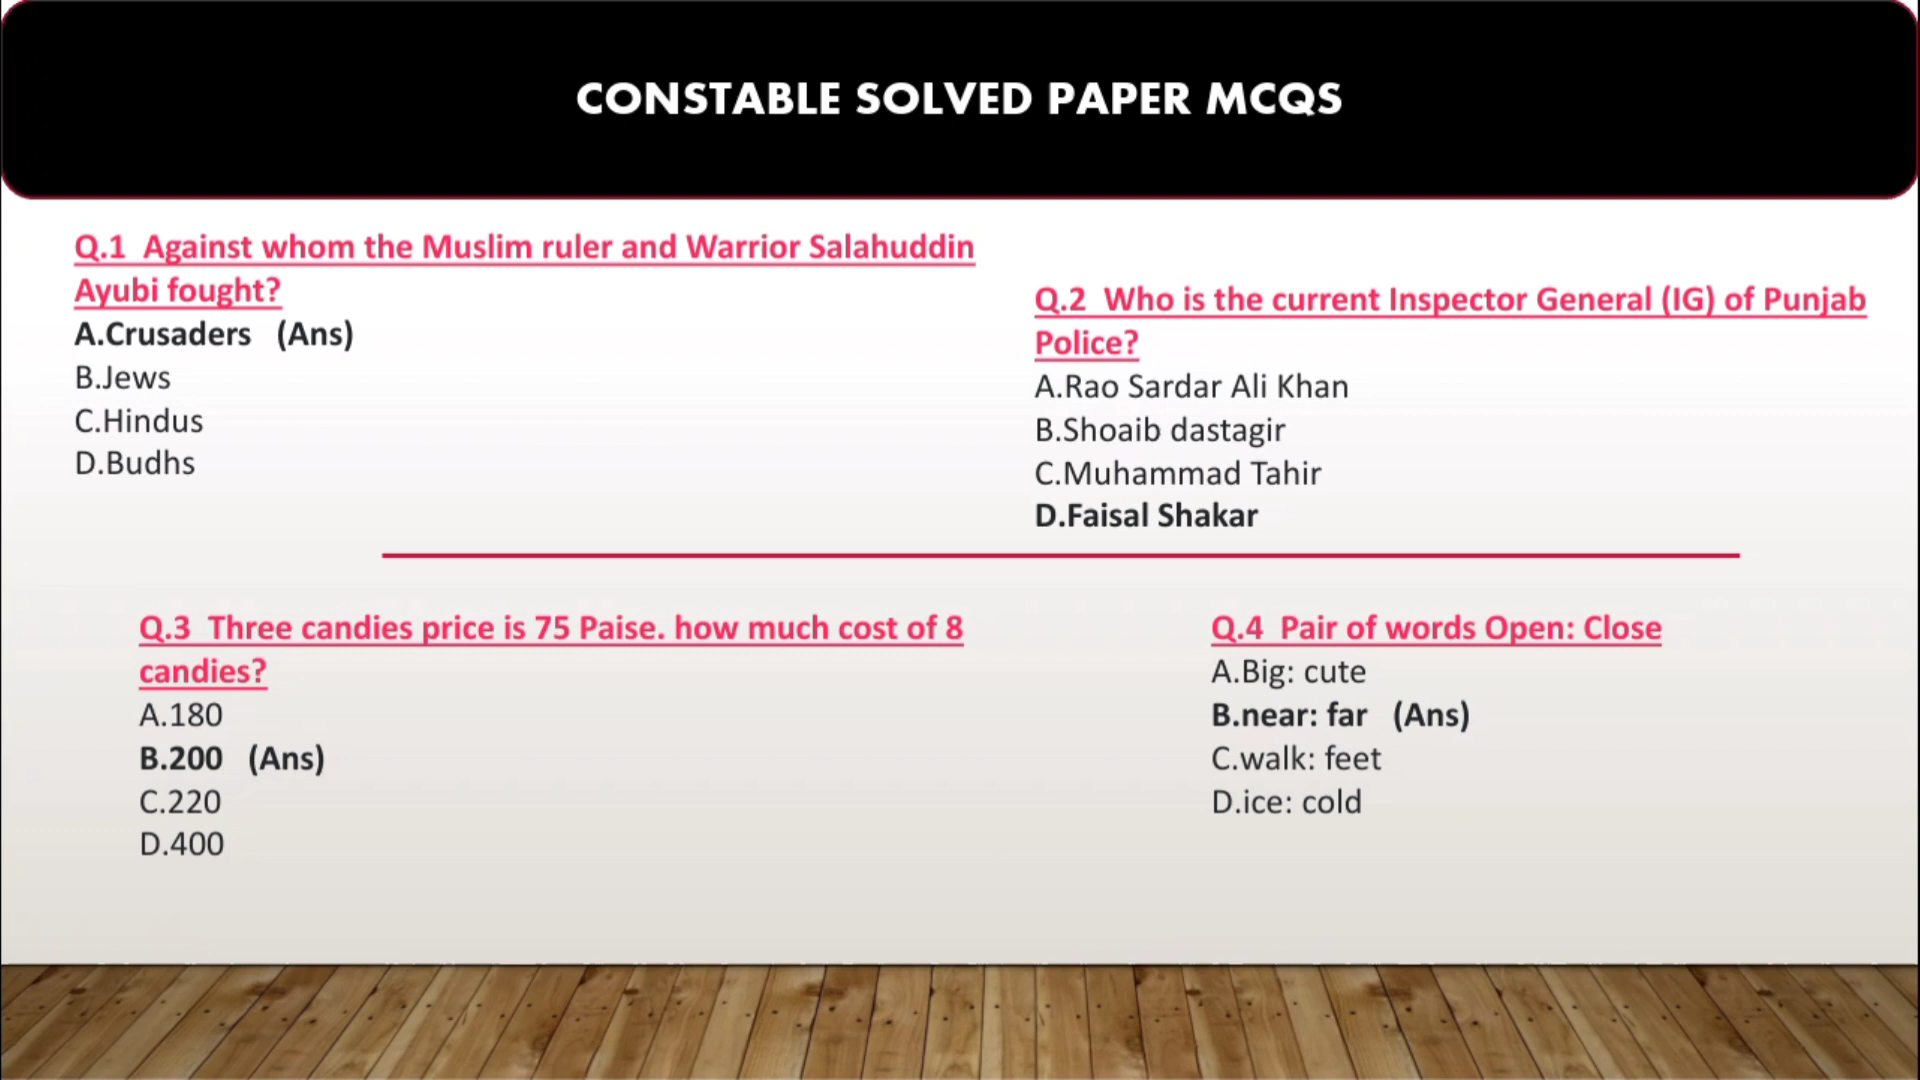 CONSTABLE SOLVED PAPER MCQS
Q.1  Against whom the Muslim ruler and Warrior Salahuddin
Ayubi fought?
A.Crusaders   (Ans)
B.Jews
C.Hindus
D.Budhs
Q.2  Who is the current Inspector General (IG) of Punjab
Police?
A.Rao Sardar Ali Khan
B.Shoaib dastagir
C.Muhammad Tahir
D.Faisal Shakar
Q.3  Three candies price is 75 Paise. how much cost of 8
candies?
A.180
B.200   (Ans)
C.220
D.400
Q.4  Pair of words Open: Close
A.Big: cute
B.near: far   (Ans)
C.walk: feet
D.ice: cold